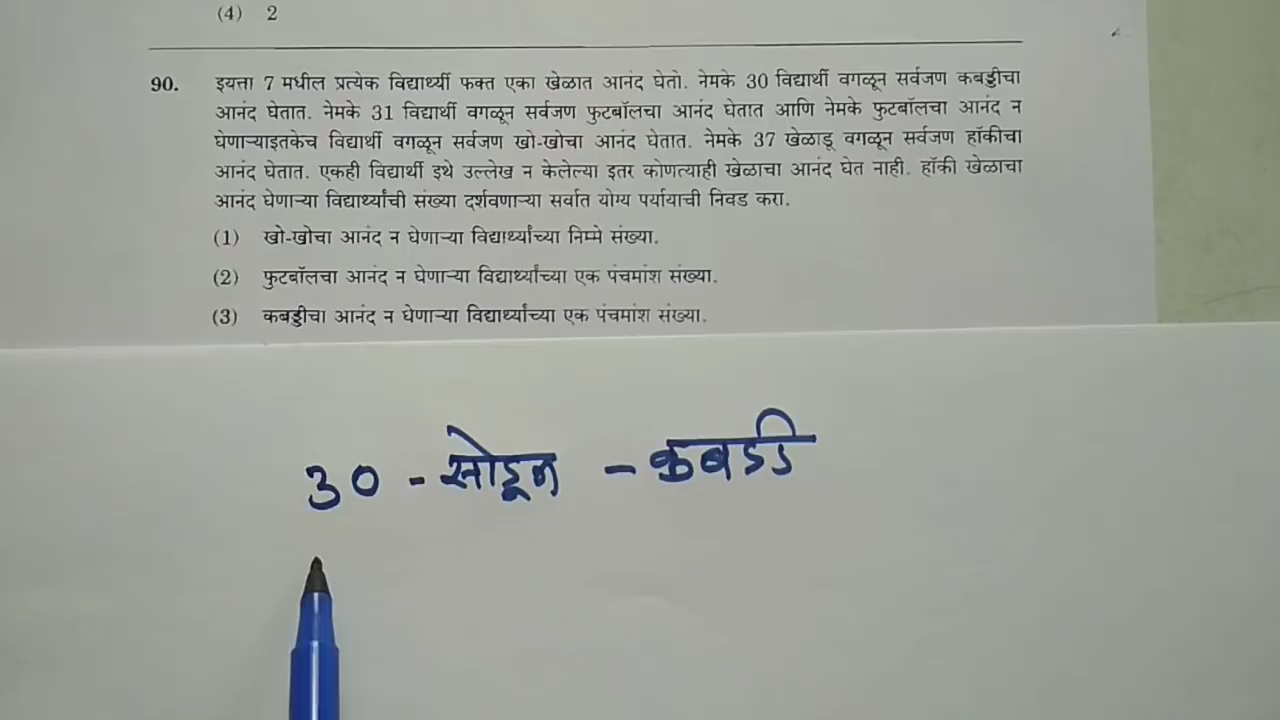 (4) 2
90. इयत्ता 7 मधील प्रत्येक विद्यार्थ्यी फक्त एका खेळात आनंद घेतो. नेमके 30 विद्यार्थी वगळून सर्वजण कबड्डीचा
आनंद घेतात. नेमके 31 विद्यार्थी वगळून सर्वजण फुटबॉलचा आनंद घेतात आणि नेमके फुटबॉलचा आनंद न
घेणाऱ्याइतकेच विद्यार्थी वगळून सर्वजण खो-खोचा आनंद घेतात. नेमके 37 खेळाडू वगळून सर्वजण हॉकीचा
आनंद घेतात. एकही विद्यार्थी इथे उल्लेख न केलेल्या इतर कोणत्याही खेळाचा आनंद घेत नाही. हॉकी खेळाचा
आनंद घेणाऱ्या विद्यार्थ्यांची संख्या दर्शवणाऱ्या सर्वात योग्य पर्यायाची निवड करा.
(1) खो-खोचा आनंद न घेणाऱ्या विद्यार्थ्यांच्या निम्मे संख्या.
(2) फुटबॉलचा आनंद न घेणाऱ्या विद्यार्थ्यांच्या एक पंचमांश संख्या.
(3) कबड्डीचा आनंद न घेणाऱ्या विद्यार्थ्यांच्या एक पंचमांश संख्या.
30 - सोडून - कबडडी